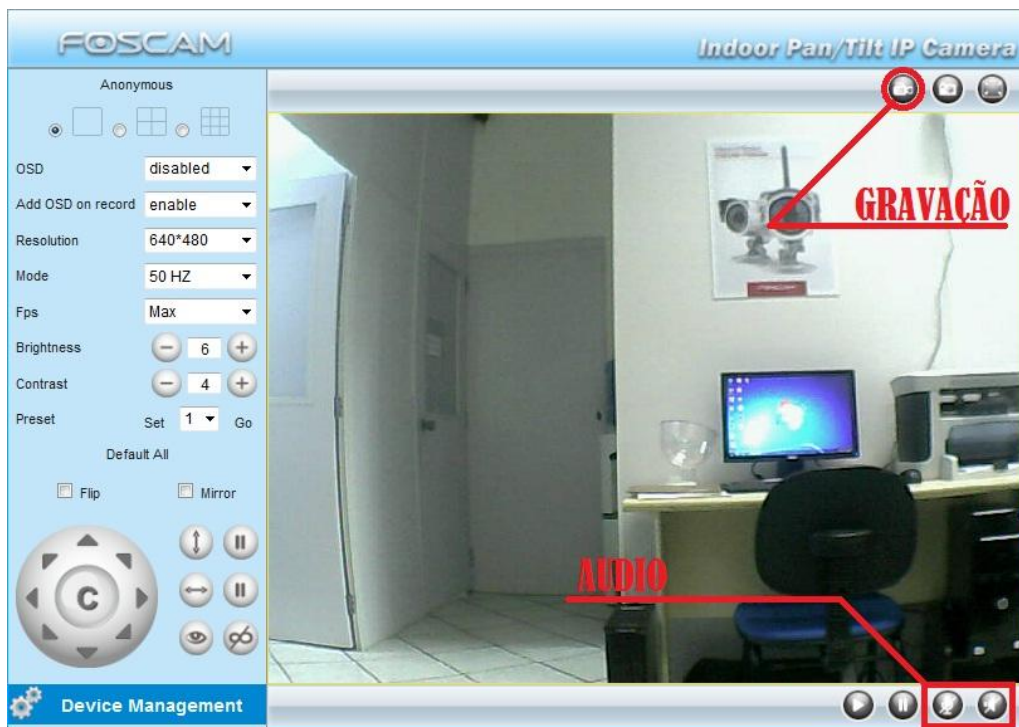 FOSCAM
Indoor Pan/Tilt IP Camera
Anonymous
OSD disabled
Add OSD on record enable
Resolution 640*480
Mode 50 HZ
Fps Max
Brightness 6
Contrast 4
Preset Set 1 Go
Default All
Flip Mirror
C
Device Management
GRAVAÇÃO
AUDIO